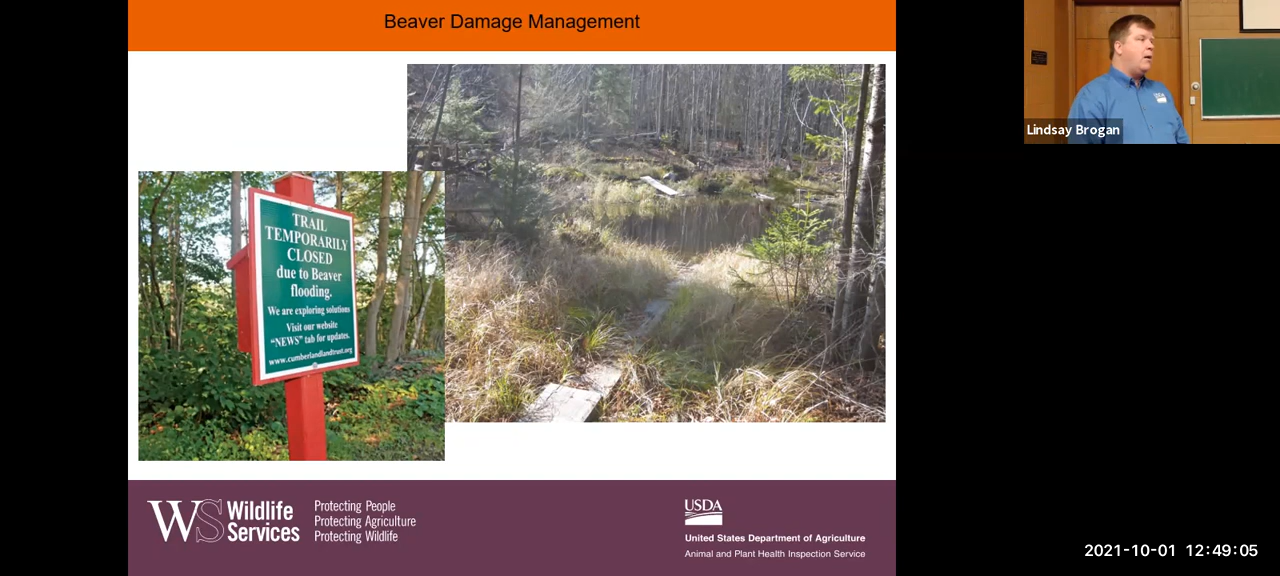 Beaver Damage Management
Lindsay Brogan
TRAIL
TEMPORARILY
CLOSED
due to Beaver
flooding.
We are exploring solutions
Visit our website
"NEWS" tab for updates.
www.cumberlandlandtrust.org
WS Wildlife Services
Protecting People
Protecting Agriculture
Protecting Wildlife
USDA
United States Department of Agriculture
Animal and Plant Health Inspection Service
2021-10-01 12:49:05